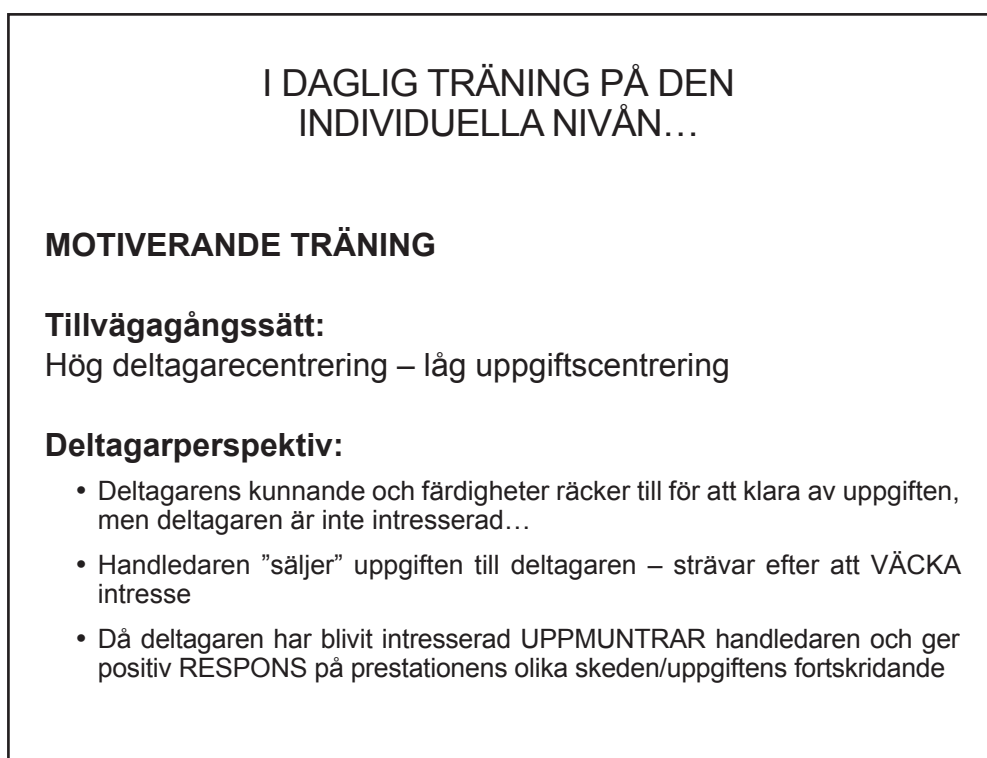 I DAGLIG TRÄNING PÅ DEN
INDIVIDUELLA NIVÅN…
MOTIVERANDE TRÄNING
Tillvägagångssätt:
Hög deltagarecentrering – låg uppgiftscentrering
Deltagarperspektiv:
• Deltagarens kunnande och färdigheter räcker till för att klara av uppgiften,
men deltagaren är inte intresserad…
• Handledaren ”säljer” uppgiften till deltagaren – strävar efter att VÄCKA
intresse
• Då deltagaren har blivit intresserad UPPMUNTRAR handledaren och ger
positiv RESPONS på prestationens olika skeden/uppgiftens fortskridande